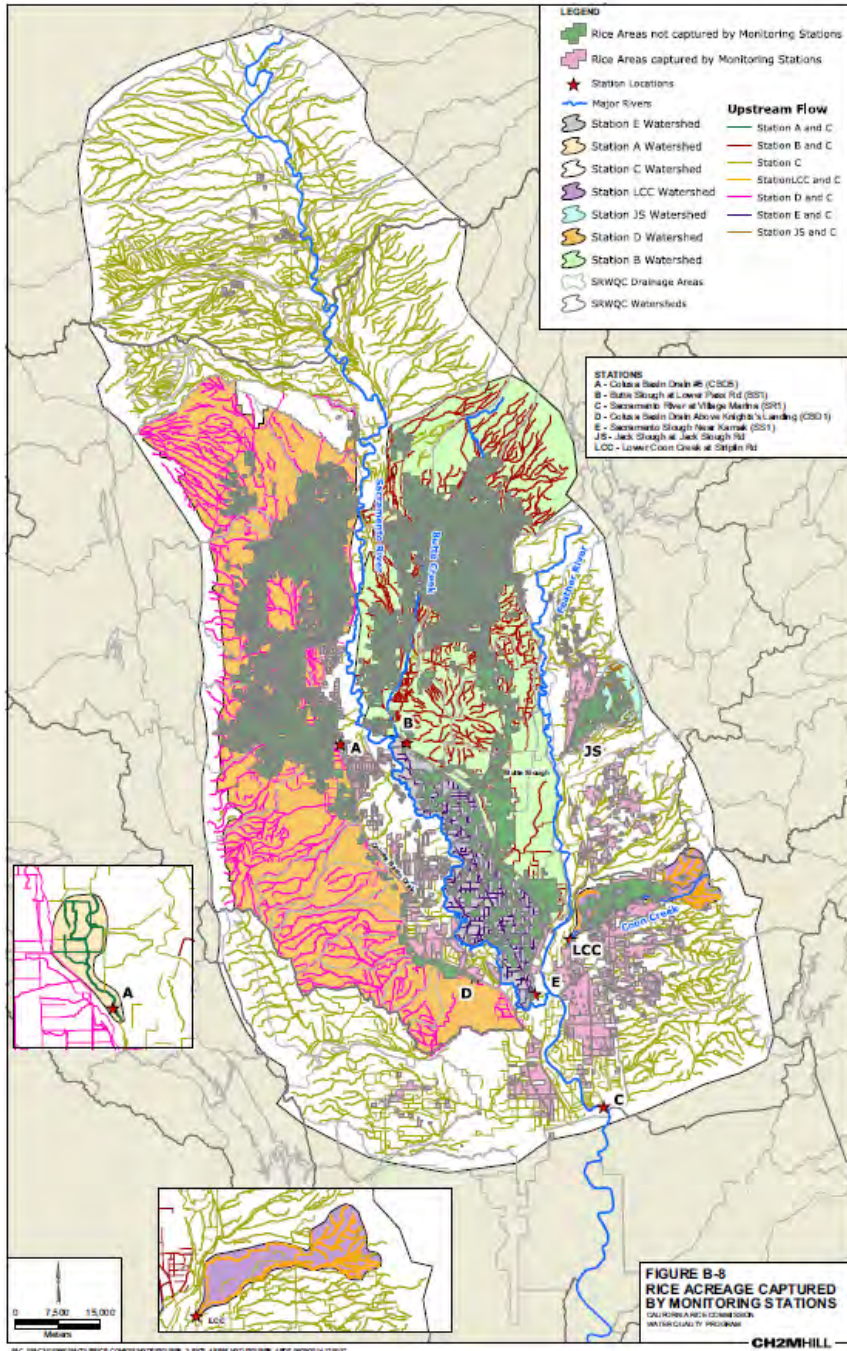 LEGEND
Rice Areas not captured by Monitoring Stations
Rice Areas captured by Monitoring Stations
Station Locations
Major Rivers
Station E Watershed
Station A Watershed
Station C Watershed
Station LCC Watershed
Station JS Watershed
Station D Watershed
Station B Watershed
SRWQC Drainage Areas
SRWQC Watersheds
Upstream Flow
Station A and C
Station B and C
Station C
StationLCC and C
Station D and C
Station E and C
Station JS and C
STATIONS
A - Colusa Basin Drain #5 (CBD5)
B - Butte Slough at Lower Pass Rd (BS1)
C - Sacramento River at Village Marina (SR1)
D - Colusa Basin Drain Above Knight's Landing (CBD1)
E - Sacramento Slough Near Karnak (SS1)
JS - Jack Slough at Jack Slough Rd
LCC - Lower Coon Creek at Striplin Rd
Sacramento River
Butte Creek
Feather River
B
A
JS
Butte Slough
Coon Creek
LCC
E
D
A
C
LCC
0 7,500 15,000
Meters
FIGURE B-8
RICE ACREAGE CAPTURED
BY MONITORING STATIONS
CALIFORNIA RICE COMMISSION
WATER QUALITY PROGRAM
CH2MHILL